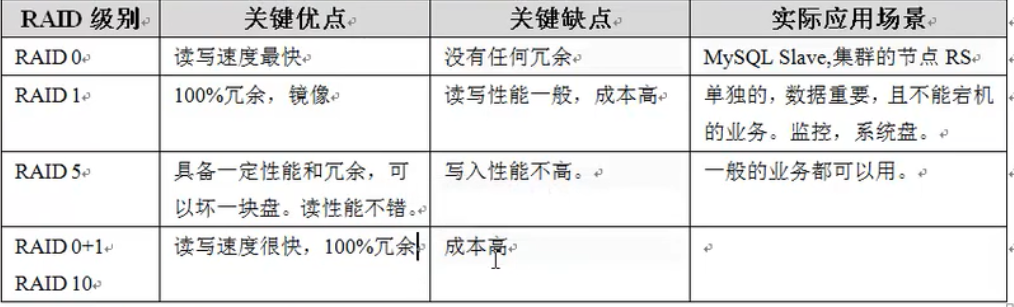 RAID 级别 关键优点 关键缺点 实际应用场景
RAID 0 读写速度最快 没有任何冗余 MySQL Slave,集群的节点 RS
RAID 1 100%冗余，镜像 读写性能一般，成本高 单独的，数据重要，且不能宕机
的业务。监控，系统盘。
RAID 5 具备一定性能和冗余，可 写入性能不高。 一般的业务都可以用。
以坏一块盘。读性能不错。
RAID 0+1 读写速度很快，100%冗余 成本高
RAID 10